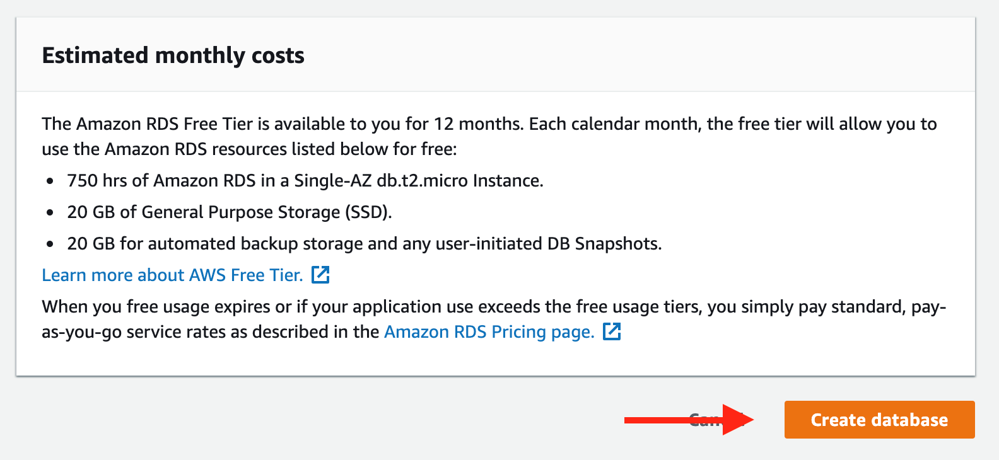 Estimated monthly costs
The Amazon RDS Free Tier is available to you for 12 months. Each calendar month, the free tier will allow you to
use the Amazon RDS resources listed below for free:
• 750 hrs of Amazon RDS in a Single-AZ db.t2.micro Instance.
• 20 GB of General Purpose Storage (SSD).
• 20 GB for automated backup storage and any user-initiated DB Snapshots.
Learn more about AWS Free Tier.
When you free usage expires or if your application use exceeds the free usage tiers, you simply pay standard, pay-
as-you-go service rates as described in the Amazon RDS Pricing page.
Create database